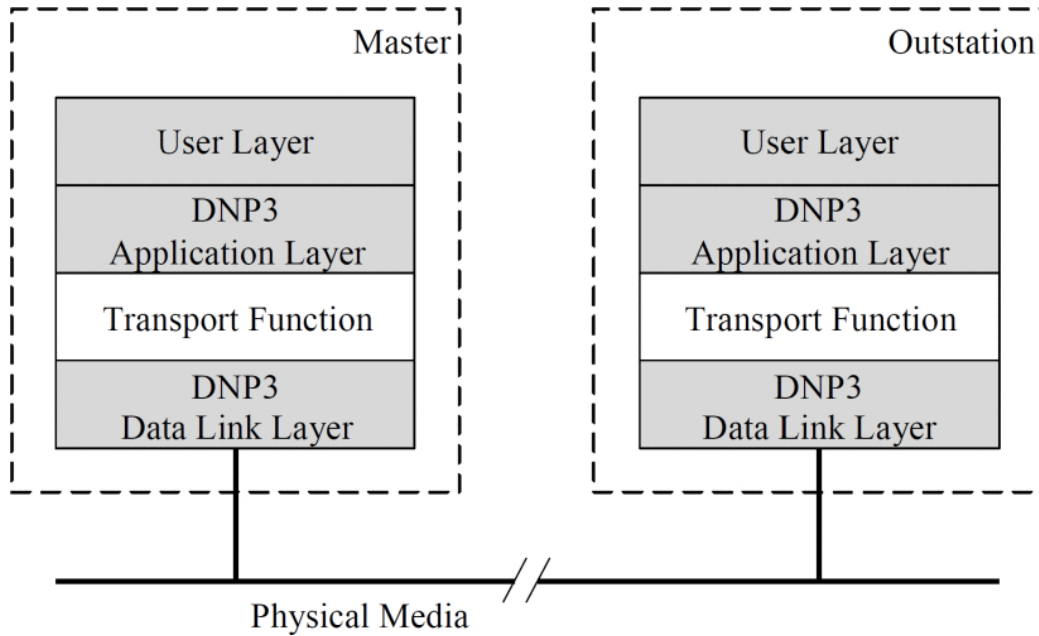 Master
User Layer
DNP3
Application Layer
Transport Function
DNP3
Data Link Layer
Outstation
User Layer
DNP3
Application Layer
Transport Function
DNP3
Data Link Layer
Physical Media